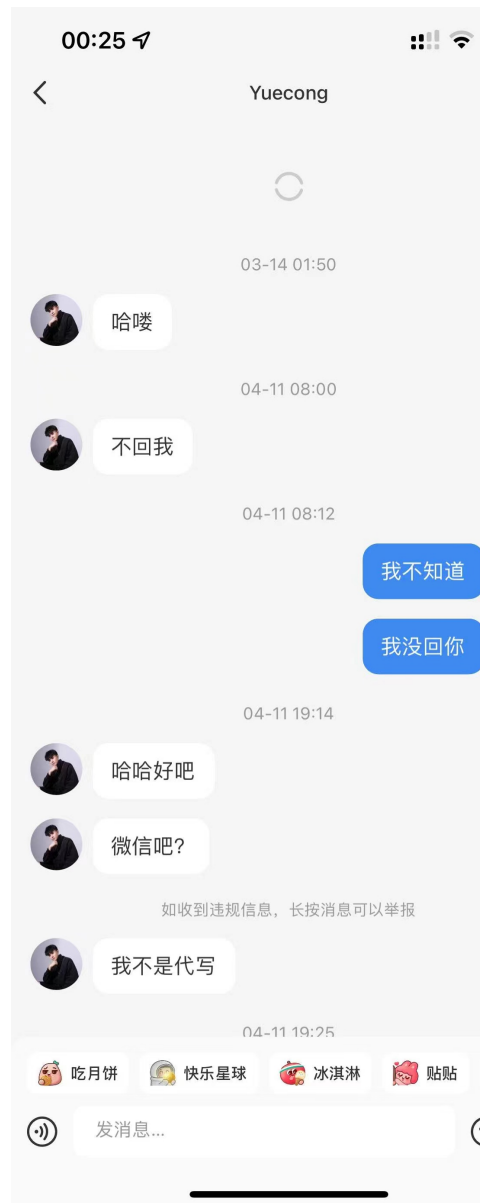 00:25
Yuecong
03-14 01:50
哈喽
04-11 08:00
不回我
04-11 08:12
我不知道
我没回你
04-11 19:14
哈哈好吧
微信吧?
如收到违规信息，长按消息可以举报
我不是代写
04-11 19:25
吃月饼 快乐星球 冰淇淋 贴贴
发消息...